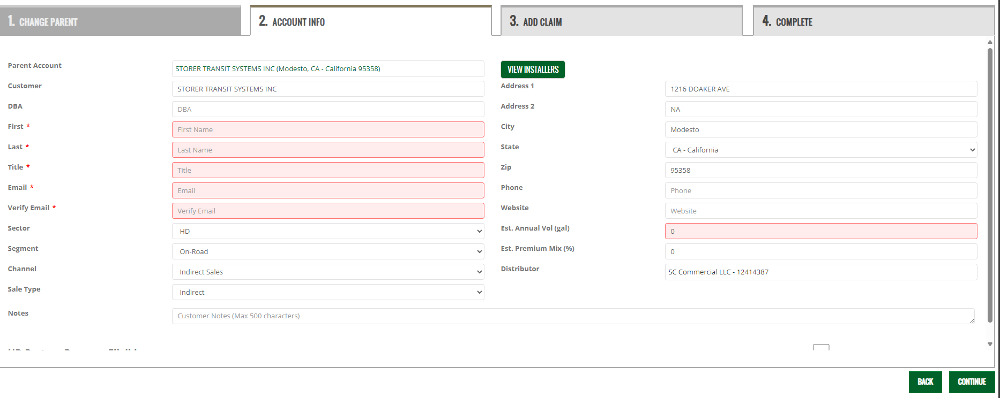 1. CHANGE PARENT
2. ACCOUNT INFO
3. ADD CLAIM
4. COMPLETE
Parent Account
STORER TRANSIT SYSTEMS INC (Modesto, CA - California 95358)
VIEW INSTALLERS
Customer
STORER TRANSIT SYSTEMS INC
Address 1
1216 DOAKER AVE
DBA
DBA
Address 2
NA
First *
First Name
City
Modesto
Last *
Last Name
State
CA - California
Title *
Title
Zip
95358
Email *
Email
Phone
Phone
Verify Email *
Verify Email
Website
Website
Sector
HD
Est. Annual Vol (gal)
0
Segment
On-Road
Est. Premium Mix (%)
0
Channel
Indirect Sales
Distributor
SC Commercial LLC - 12414387
Sale Type
Indirect
Notes
Customer Notes (Max 500 characters)
BACK
CONTINUE